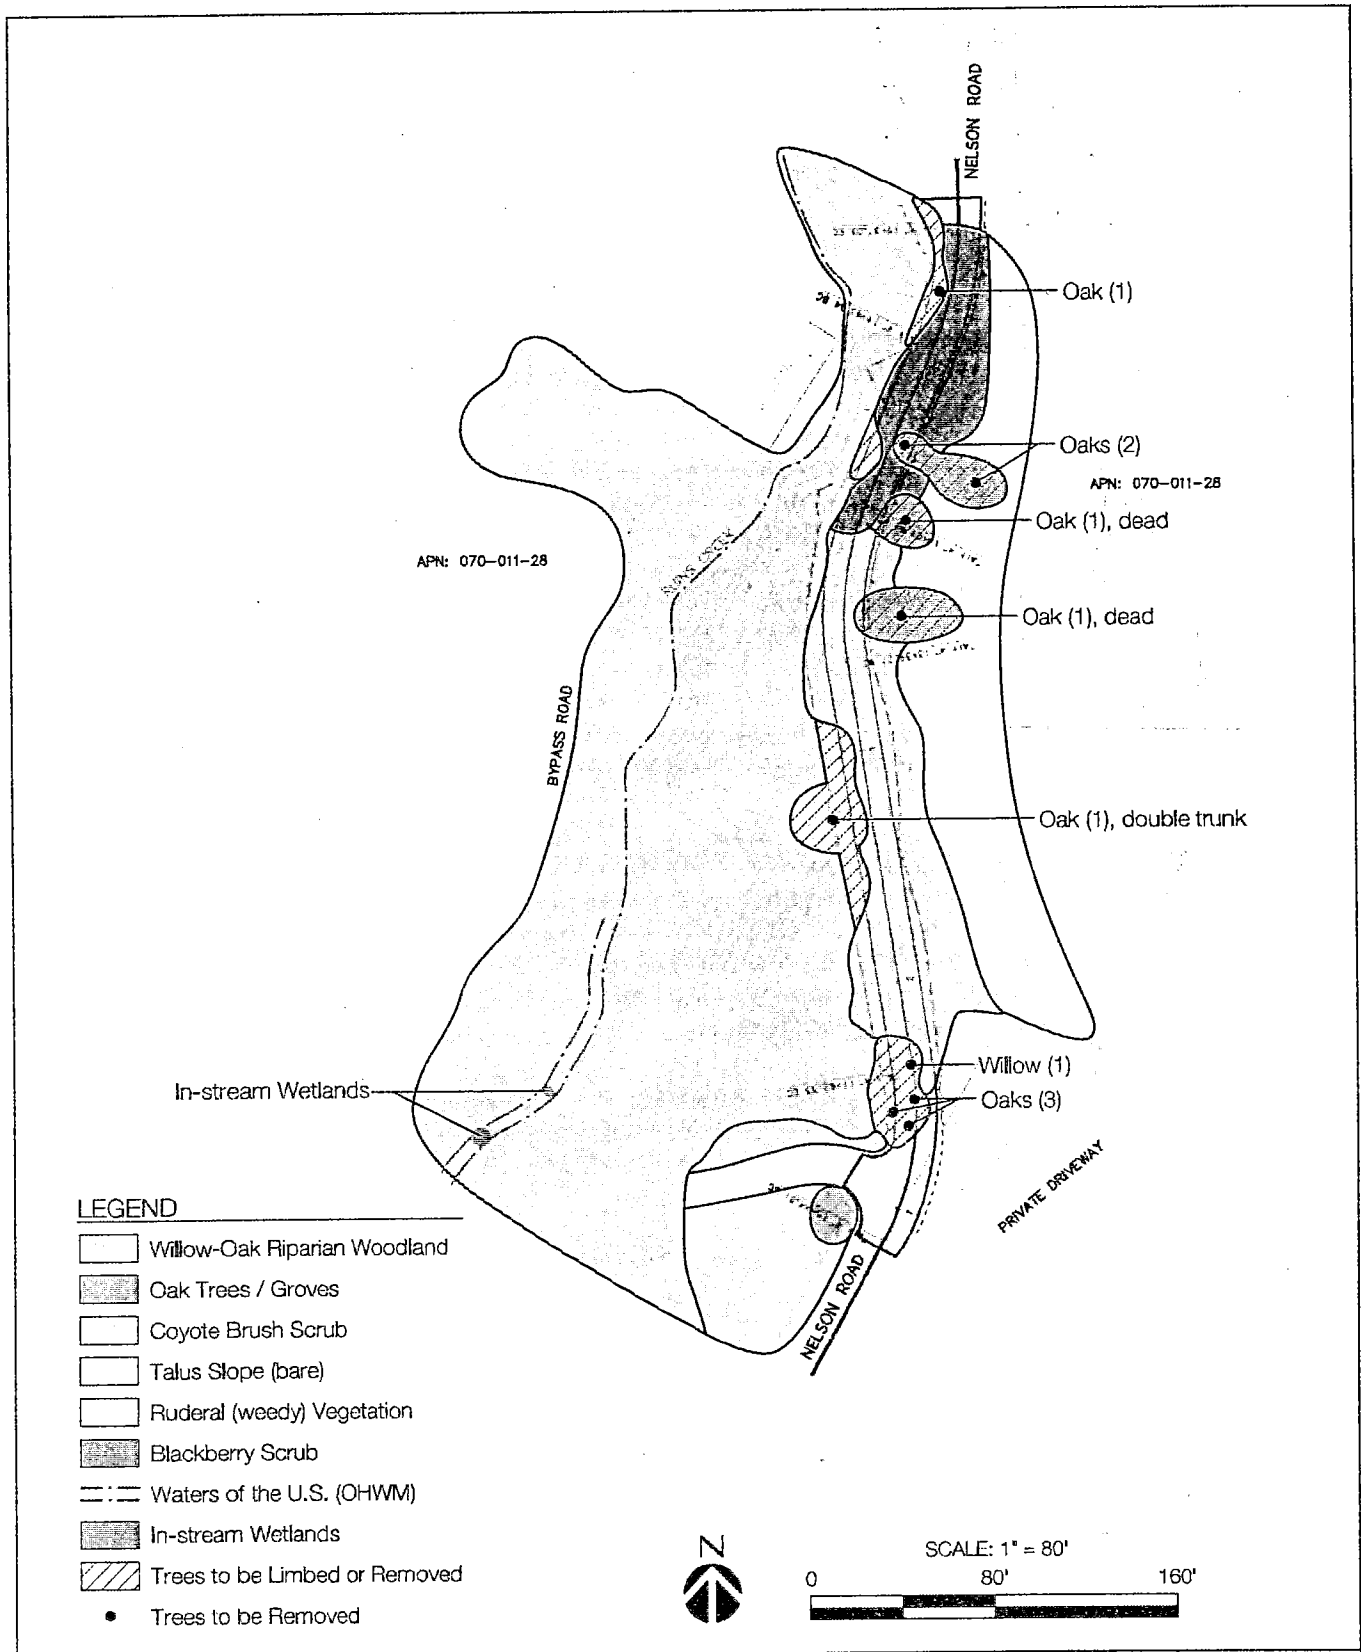 NELSON ROAD
Oak (1)
Oaks (2)
APN: 070-011-28
Oak (1), dead
APN: 070-011-28
Oak (1), dead
BYPASS ROAD
Oak (1), double trunk
Willow (1)
In-stream Wetlands
Oaks (3)
PRIVATE DRIVEWAY
NELSON ROAD
LEGEND
Willow-Oak Riparian Woodland
Oak Trees / Groves
Coyote Brush Scrub
Talus Slope (bare)
Ruderal (weedy) Vegetation
Blackberry Scrub
Waters of the U.S. (OHWM)
In-stream Wetlands
Trees to be Limbed or Removed
Trees to be Removed
N
SCALE: 1" = 80'
0 80' 160'